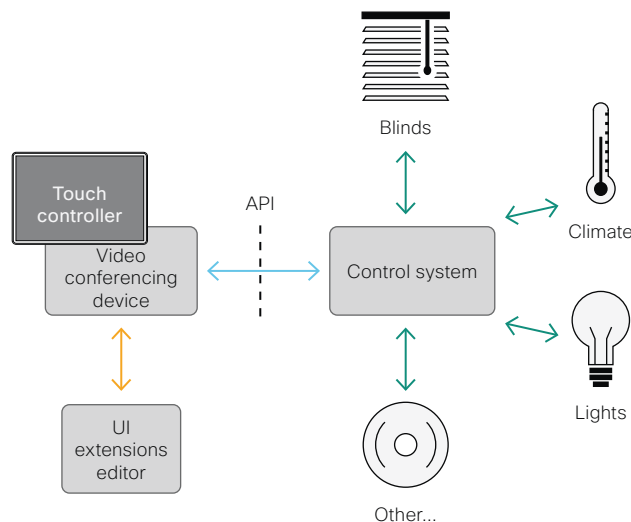 Blinds
Touch
controller
API
Climate
Video
conferencing
device
Control system
Lights
UI
extensions
editor
Other...